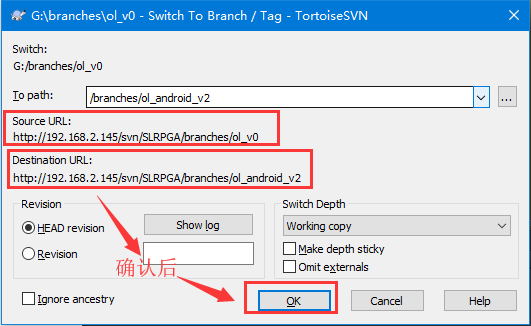 G:\branches\ol_v0 - Switch To Branch / Tag - TortoiseSVN
Switch:
G:/branches/ol_v0
To path:
/branches/ol_android_v2
...
Source URL:
http://192.168.2.145/svn/SLRPGA/branches/ol_v0
Destination URL:
http://192.168.2.145/svn/SLRPGA/branches/ol_android_v2
Revision
HEAD revision
Show log
Revision
Switch Depth
Working copy
Make depth sticky
Omit externals
确认后
Ignore ancestry
OK
Cancel
Help